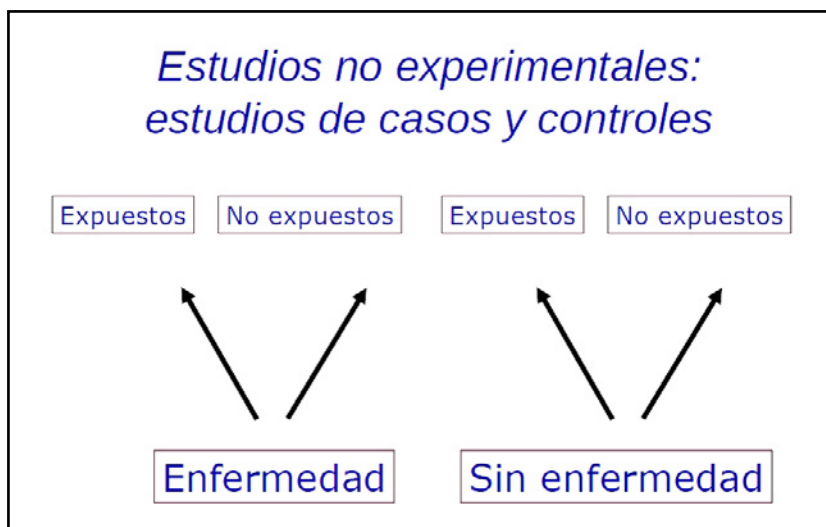 Estudios no experimentales:
estudios de casos y controles
Expuestos No expuestos Expuestos No expuestos
Enfermedad Sin enfermedad